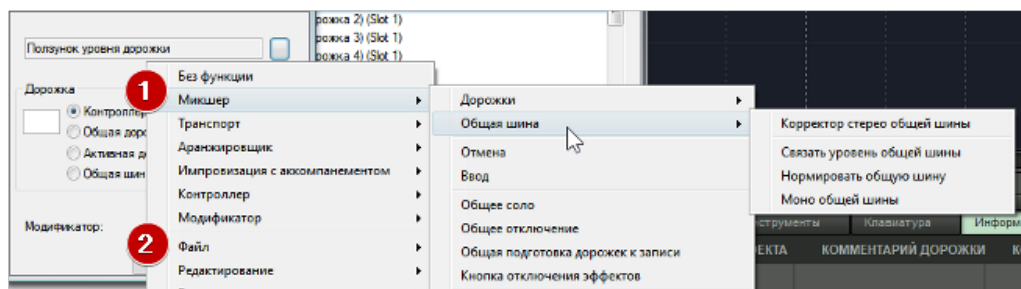 рожка 2) (Slot 1)
рожка 3) (Slot 1)
рожка 4) (Slot 1)
Ползунок уровня дорожки
Дорожка
Контроллер
Общая доро
Активная д
Общая шин
Модификатор:
1
2
Без функции
Микшер
Транспорт
Аранжировщик
Импровизация с аккомпанементом
Контроллер
Модификатор
Файл
Редактирование
Дорожки
Общая шина
Отмена
Ввод
Общее соло
Общее отключение
Общая подготовка дорожек к записи
Кнопка отключения эффектов
Корректор стерео общей шины
Связать уровень общей шины
Нормировать общую шину
Моно общей шины
струменты Клавиатура Информ
ЕКТА КОММЕНТАРИЙ ДОРОЖКИ К